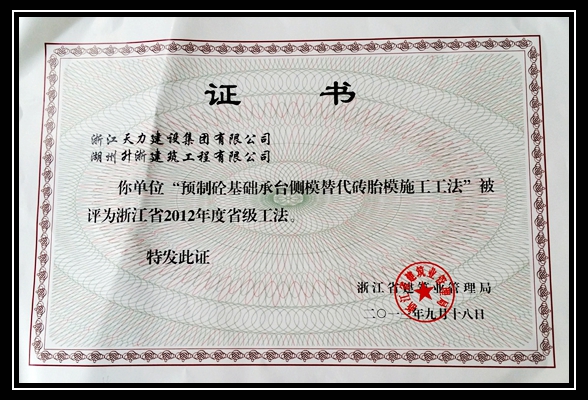 证 书
浙江天力建设集团有限公司
湖州升浙建筑工程有限公司
你单位“预制砼基础承台侧模替代砖胎模施工工法”被
评为浙江省2012年度省级工法。
特发此证
浙江省建筑业管理局
二〇一二年九月十八日